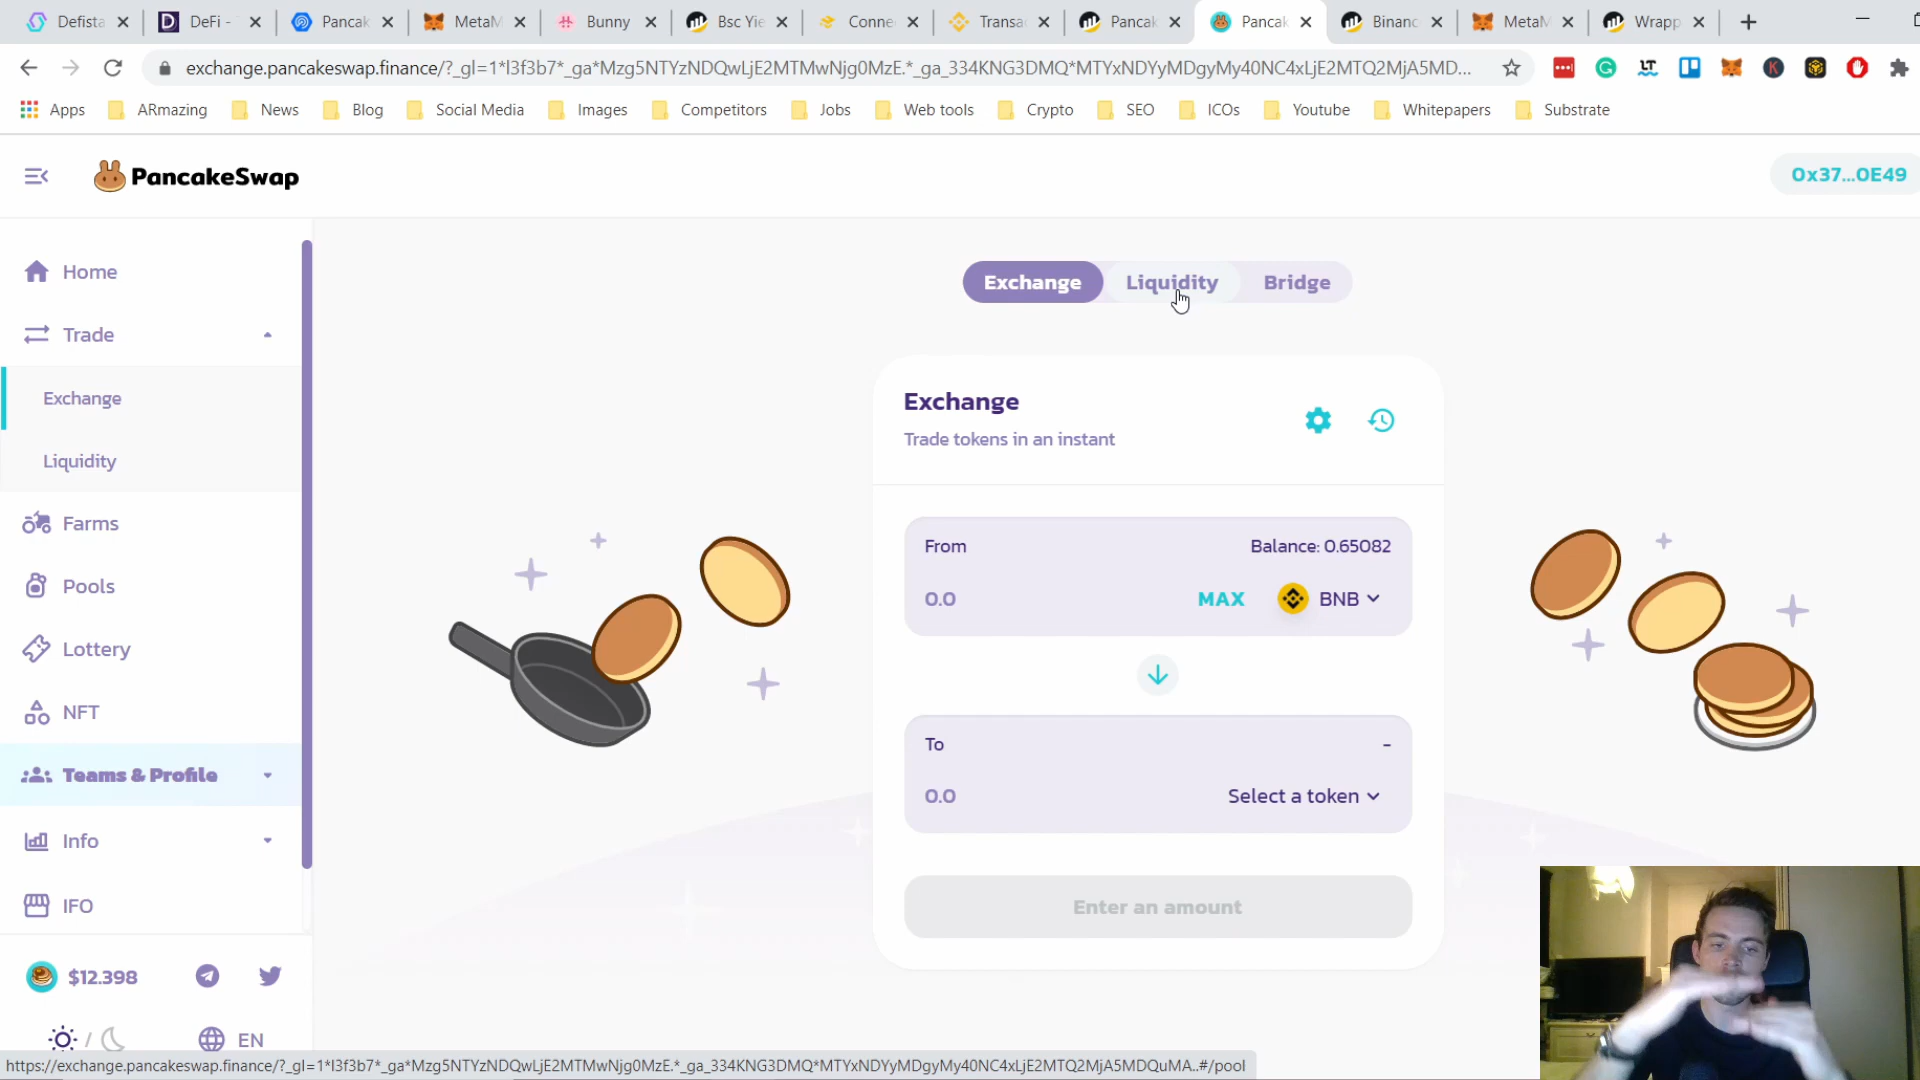 Defista
DeFi -
Pancak
MetaM
Bunny
Bsc Yie
Conne
Transac
Pancak
Pancak
Binanc
MetaM
Wrapp
exchange.pancakeswap.finance/?_gl=1*l3f3b7*_ga*Mzg5NTYzNDQwLjE2MTMwNjg0MzE.*_ga_334KNG3DMQ*MTYxNDYyMDgyMy40NC4xLjE2MTQ2MjA5MD...
Apps
ARmazing
News
Blog
Social Media
Images
Competitors
Jobs
Web tools
Crypto
SEO
ICOs
Youtube
Whitepapers
Substrate
PancakeSwap
0x37...0E49
Home
Trade
Exchange
Liquidity
Farms
Pools
Lottery
NFT
Teams & Profile
Info
IFO
$12.398
/
EN
Exchange
Liquidity
Bridge
Exchange
Trade tokens in an instant
From
Balance: 0.65082
0.0
MAX
BNB
To
-
0.0
Select a token
Enter an amount
https://exchange.pancakeswap.finance/?_gl=1*l3f3b7*_ga*Mzg5NTYzNDQwLjE2MTMwNjg0MzE.*_ga_334KNG3DMQ*MTYxNDYyMDgyMy40NC4xLjE2MTQ2MjA5MDQuMA..#/pool